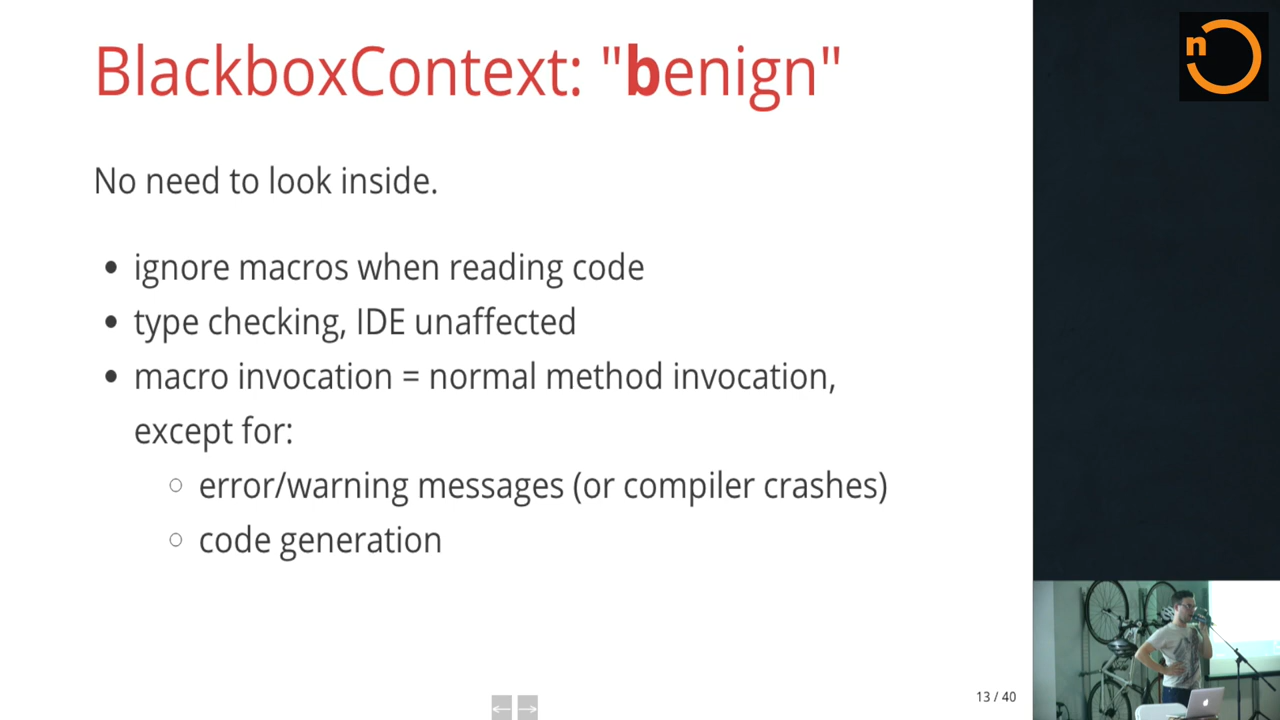 BlackboxContext: "benign"
n
No need to look inside.
• ignore macros when reading code
• type checking, IDE unaffected
• macro invocation = normal method invocation,
except for:
○ error/warning messages (or compiler crashes)
○ code generation
13 / 40